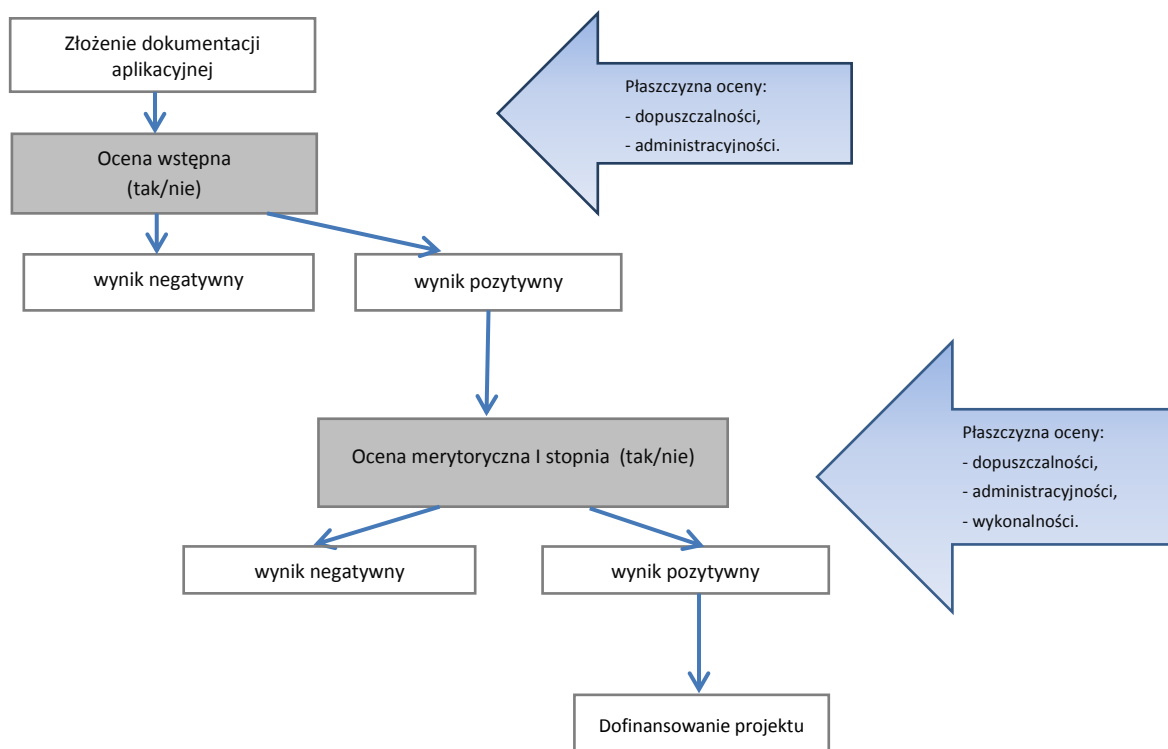 Złożenie dokumentacji
aplikacyjnej
Płaszczyzna oceny:
- dopuszczalności,
- administracyjności.
Ocena wstępna
(tak/nie)
wynik negatywny
wynik pozytywny
Ocena merytoryczna I stopnia (tak/nie)
Płaszczyzna oceny:
- dopuszczalności,
- administracyjności,
- wykonalności.
wynik negatywny
wynik pozytywny
Dofinansowanie projektu